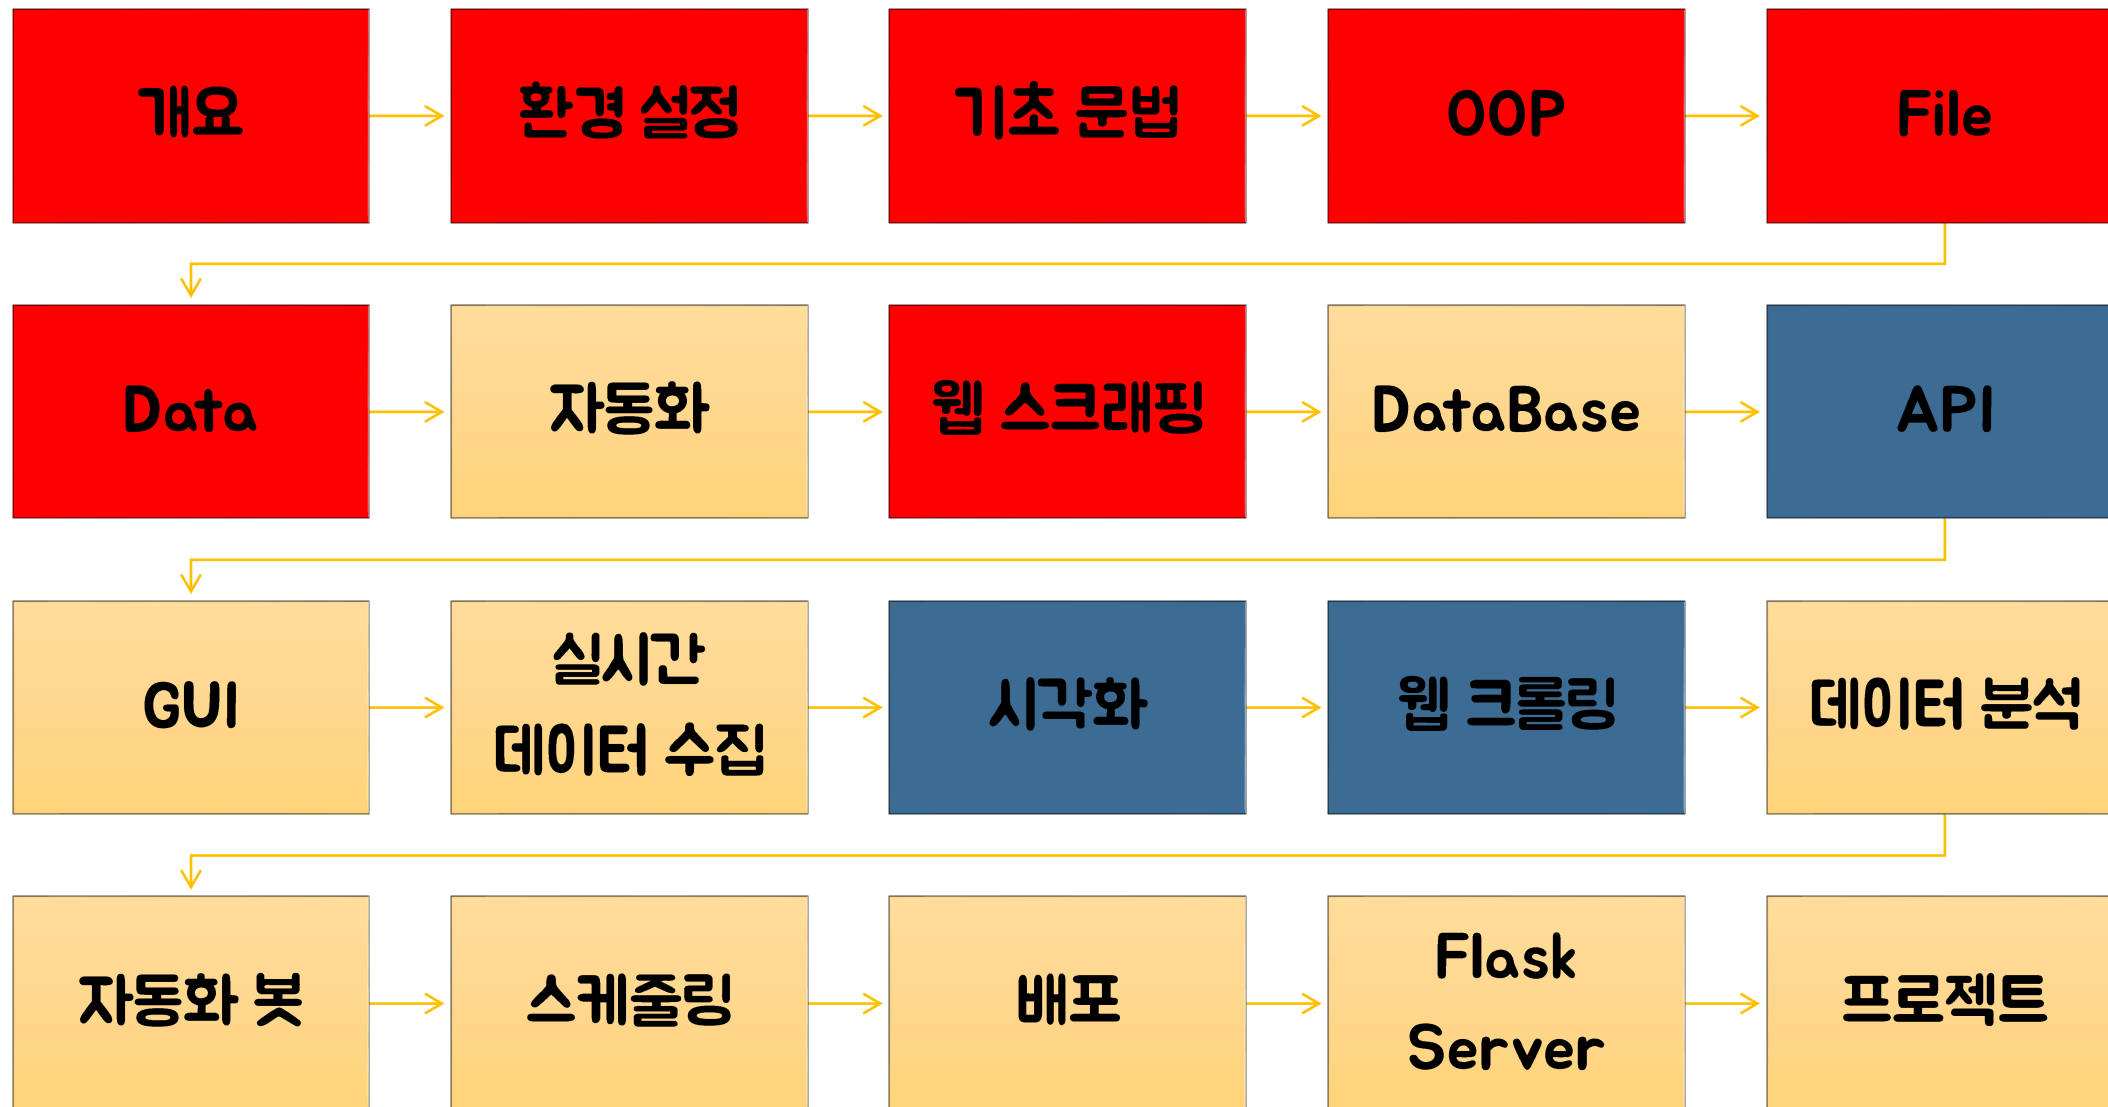 개요
환경 설정
기초 문법
OOP
File
Data
자동화
웹 스크래핑
DataBase
API
GUI
실시간
데이터 수집
시각화
웹 크롤링
데이터 분석
자동화 봇
스케줄링
배포
Flask
Server
프로젝트